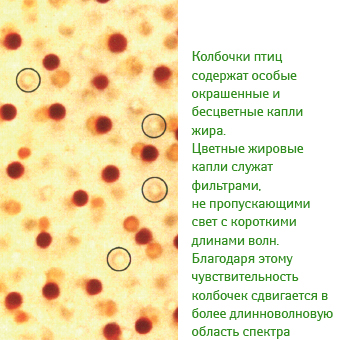 Колбочки птиц
содержат особые
окрашенные и
бесцветные капли
жира.
Цветные жировые
капли служат
фильтрами,
не пропускающими
свет с короткими
длинами волн.
Благодаря этому
чувствительность
колбочек сдвигается в
более длинноволновую
область спектра